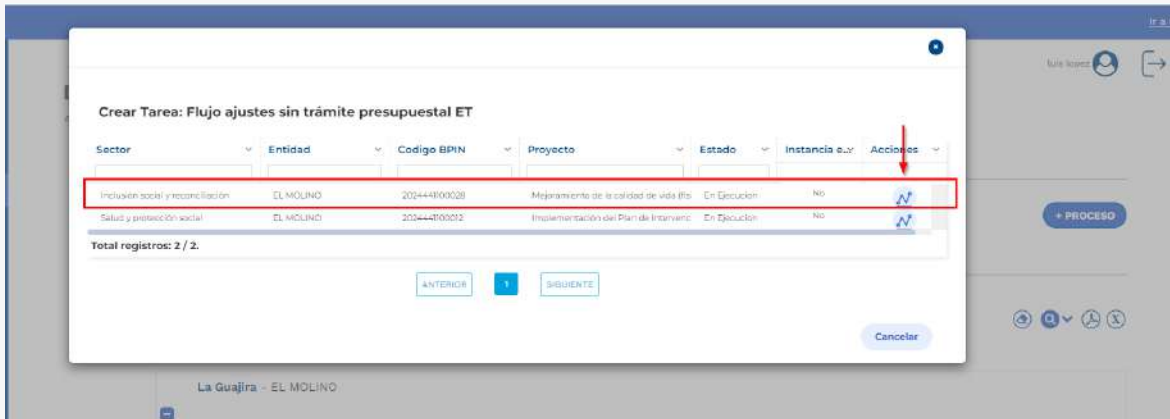 Ir a
luis lopez
Crear Tarea: Flujo ajustes sin trámite presupuestal ET
Sector Entidad Codigo BPIN Proyecto Estado Instancia e... Acciones
Inclusión social y reconciliación EL MOLINO Mejoramiento de la calidad de vida (fis En Ejecucion No
Salud y protección social EL MOLINO Implementación del Plan de Intervenc En Ejecucion No
+ PROCESO
Total registros: 2 / 2.
ANTERIOR 1 SIGUIENTE
Cancelar
La Guajira - EL MOLINO